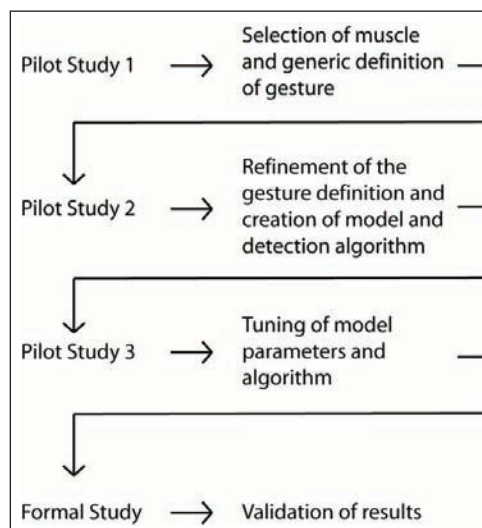 Pilot Study 1
Selection of muscle
and generic definition
of gesture
Pilot Study 2
Refinement of the
gesture definition and
creation of model and
detection algorithm
Pilot Study 3
Tuning of model
parameters and
algorithm
Formal Study
Validation of results